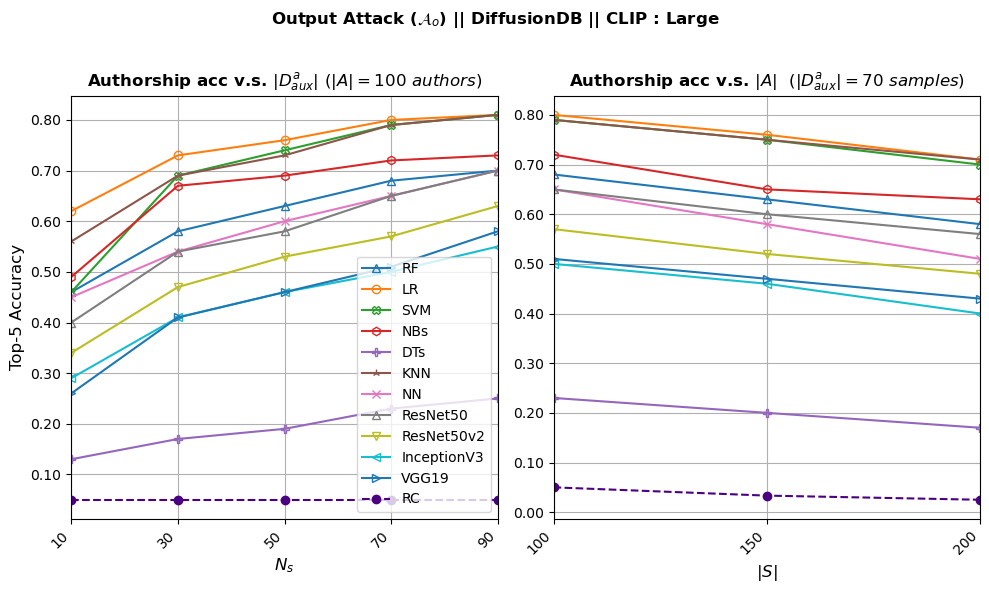 Output Attack (𝒜ₒ) || DiffusionDB || CLIP : Large
Authorship acc v.s. |Dᵃₐᵤₓ| (|A| = 100 authors)
Top-5 Accuracy
0.80
0.70
0.60
0.50
0.40
0.30
0.20
0.10
RF
LR
SVM
NBs
DTs
KNN
NN
ResNet50
ResNet50v2
InceptionV3
VGG19
RC
10 30 50 70 90
Nₛ
Authorship acc v.s. |A| (|Dᵃₐᵤₓ| = 70 samples)
0.80
0.70
0.60
0.50
0.40
0.30
0.20
0.10
0.00
100 150 200
|S|